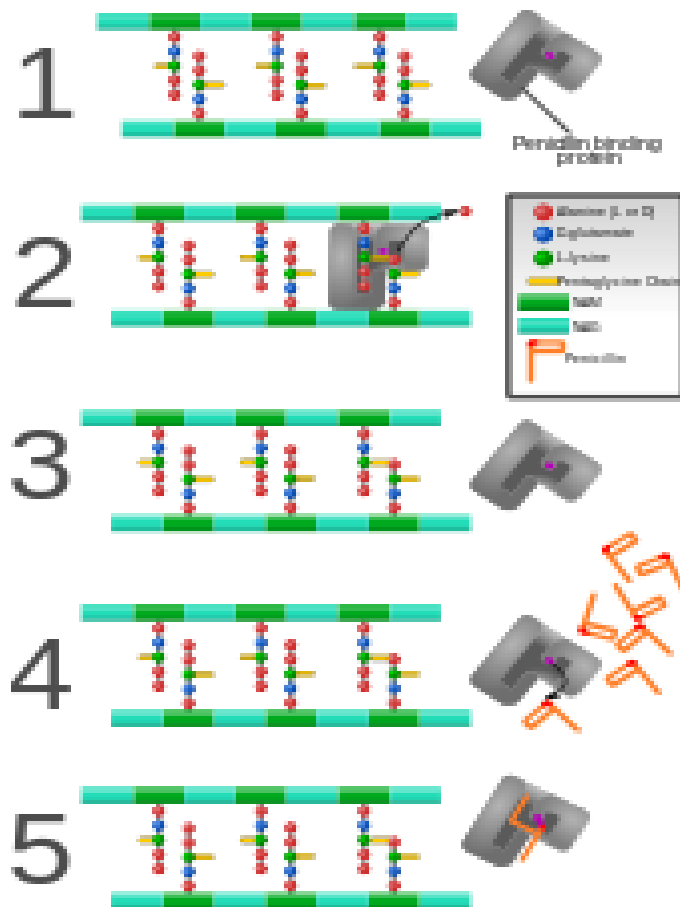 1
Penicillin binding
protein
2
Alanine (L or D)
D-glutamate
L-lysine
Pentaglycine Chain
NAM
NAG
Penicillin
3
4
5